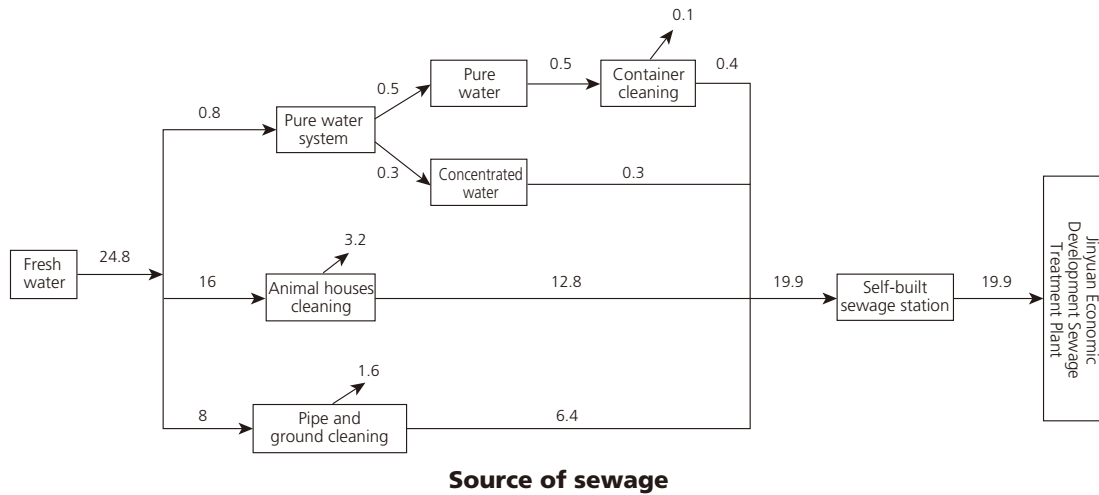 0.1
Pure
water
0.5
Container
cleaning
0.4
0.5
0.8
Pure water
system
0.3
Concentrated
water
0.3
Fresh
water
24.8
3.2
16
Animal houses
cleaning
12.8
19.9
Self-built
sewage station
19.9
Jinyuan Economic
Development Sewage
Treatment Plant
1.6
8
Pipe and
ground cleaning
6.4
Source of sewage